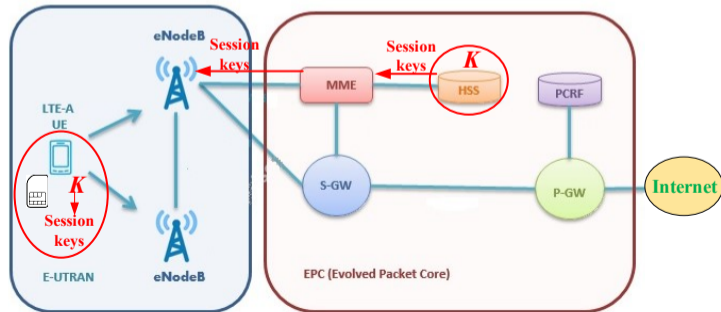 eNodeB
Session
keys
Session
keys
K
MME
HSS
PCRF
LTE-A
UE
K
Session
keys
S-GW
P-GW
Internet
E-UTRAN
eNodeB
EPC (Evolved Packet Core)